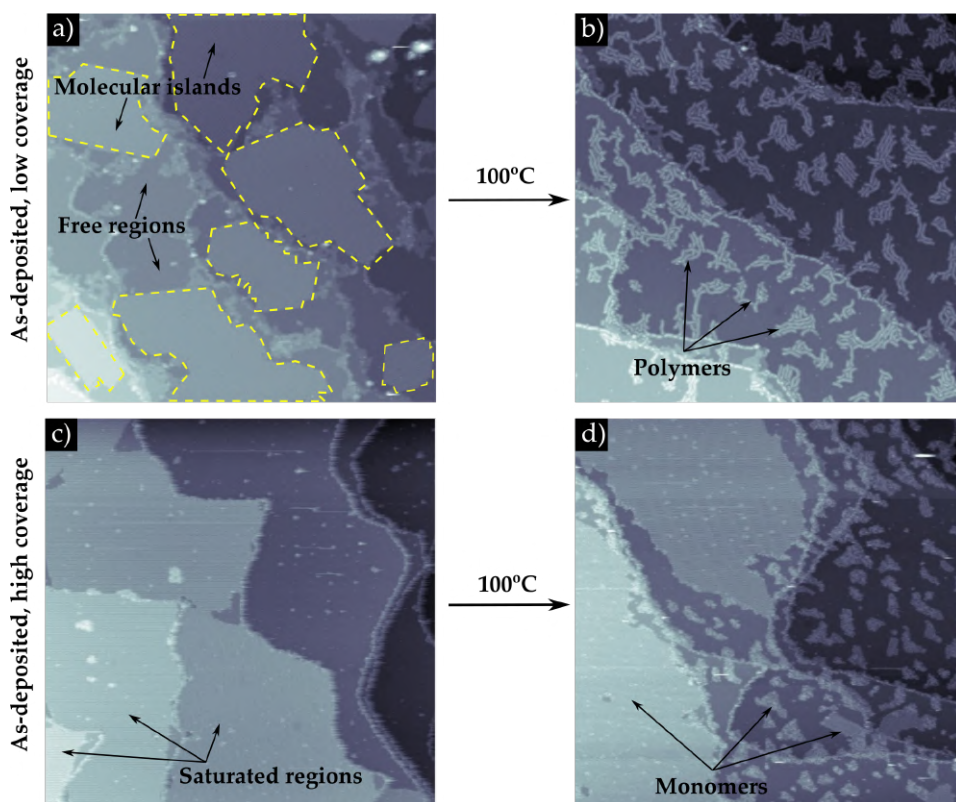 As-deposited, low coverage
a)
Molecular islands
Free regions
100ºC
b)
Polymers
As-deposited, high coverage
c)
Saturated regions
100ºC
d)
Monomers